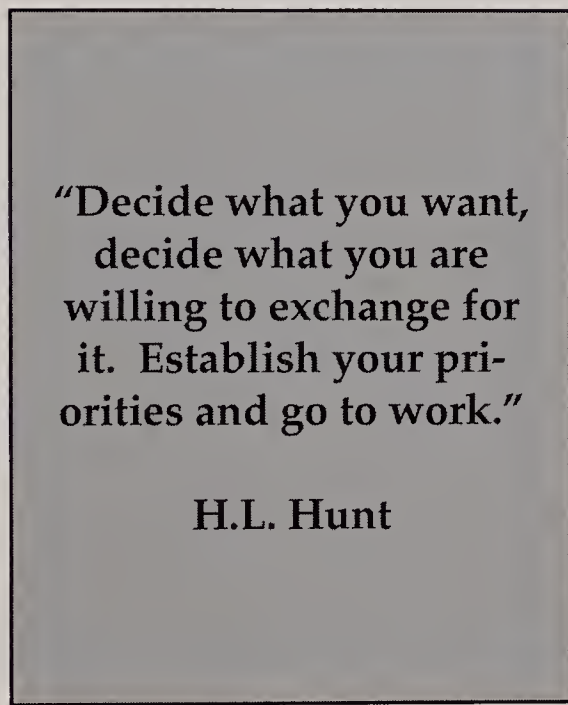 “Decide what you want,
decide what you are
willing to exchange for
it.  Establish your pri-
orities and go to work.”
H.L. Hunt